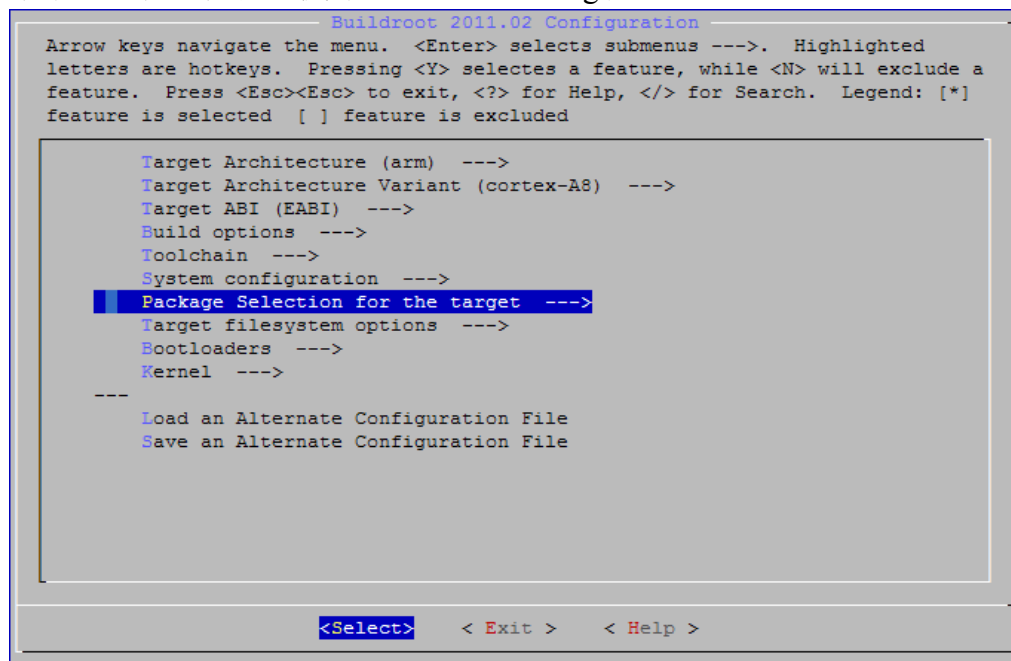 Buildroot 2011.02 Configuration
Arrow keys navigate the menu. <Enter> selects submenus --->. Highlighted
letters are hotkeys. Pressing <Y> selectes a feature, while <N> will exclude a
feature. Press <Esc><Esc> to exit, <?> for Help, </> for Search. Legend: [*]
feature is selected [ ] feature is excluded
Target Architecture (arm) --->
Target Architecture Variant (cortex-A8) --->
Target ABI (EABI) --->
Build options --->
Toolchain --->
System configuration --->
Package Selection for the target --->
Target filesystem options --->
Bootloaders --->
Kernel --->
---
Load an Alternate Configuration File
Save an Alternate Configuration File
<Select> < Exit > < Help >